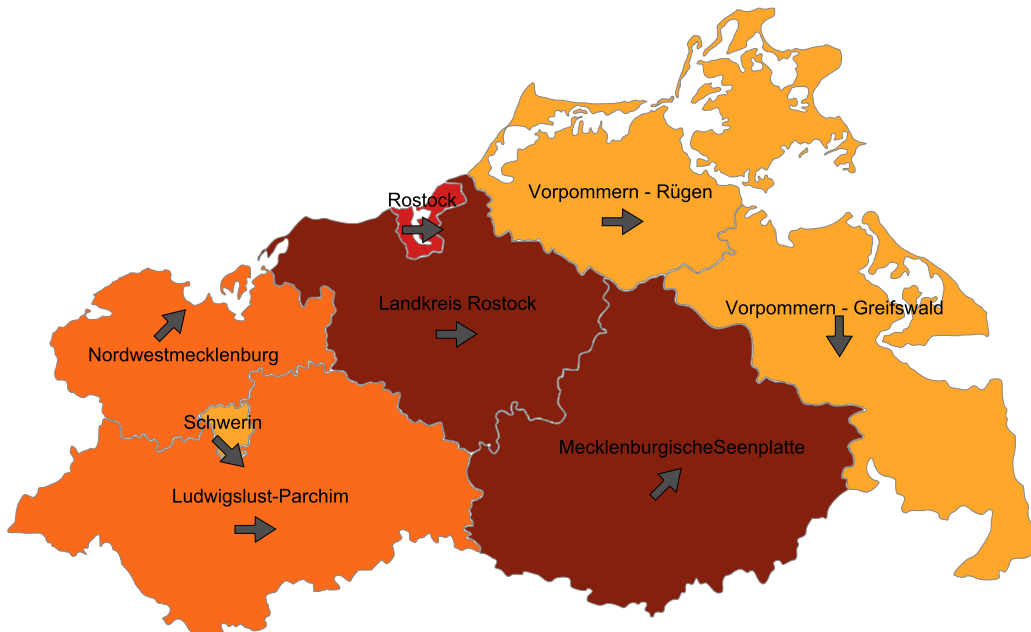 Vorpommern - Rügen
Rostock
Landkreis Rostock
Vorpommern - Greifswald
Nordwestmecklenburg
Schwerin
MecklenburgischeSeenplatte
Ludwigslust-Parchim